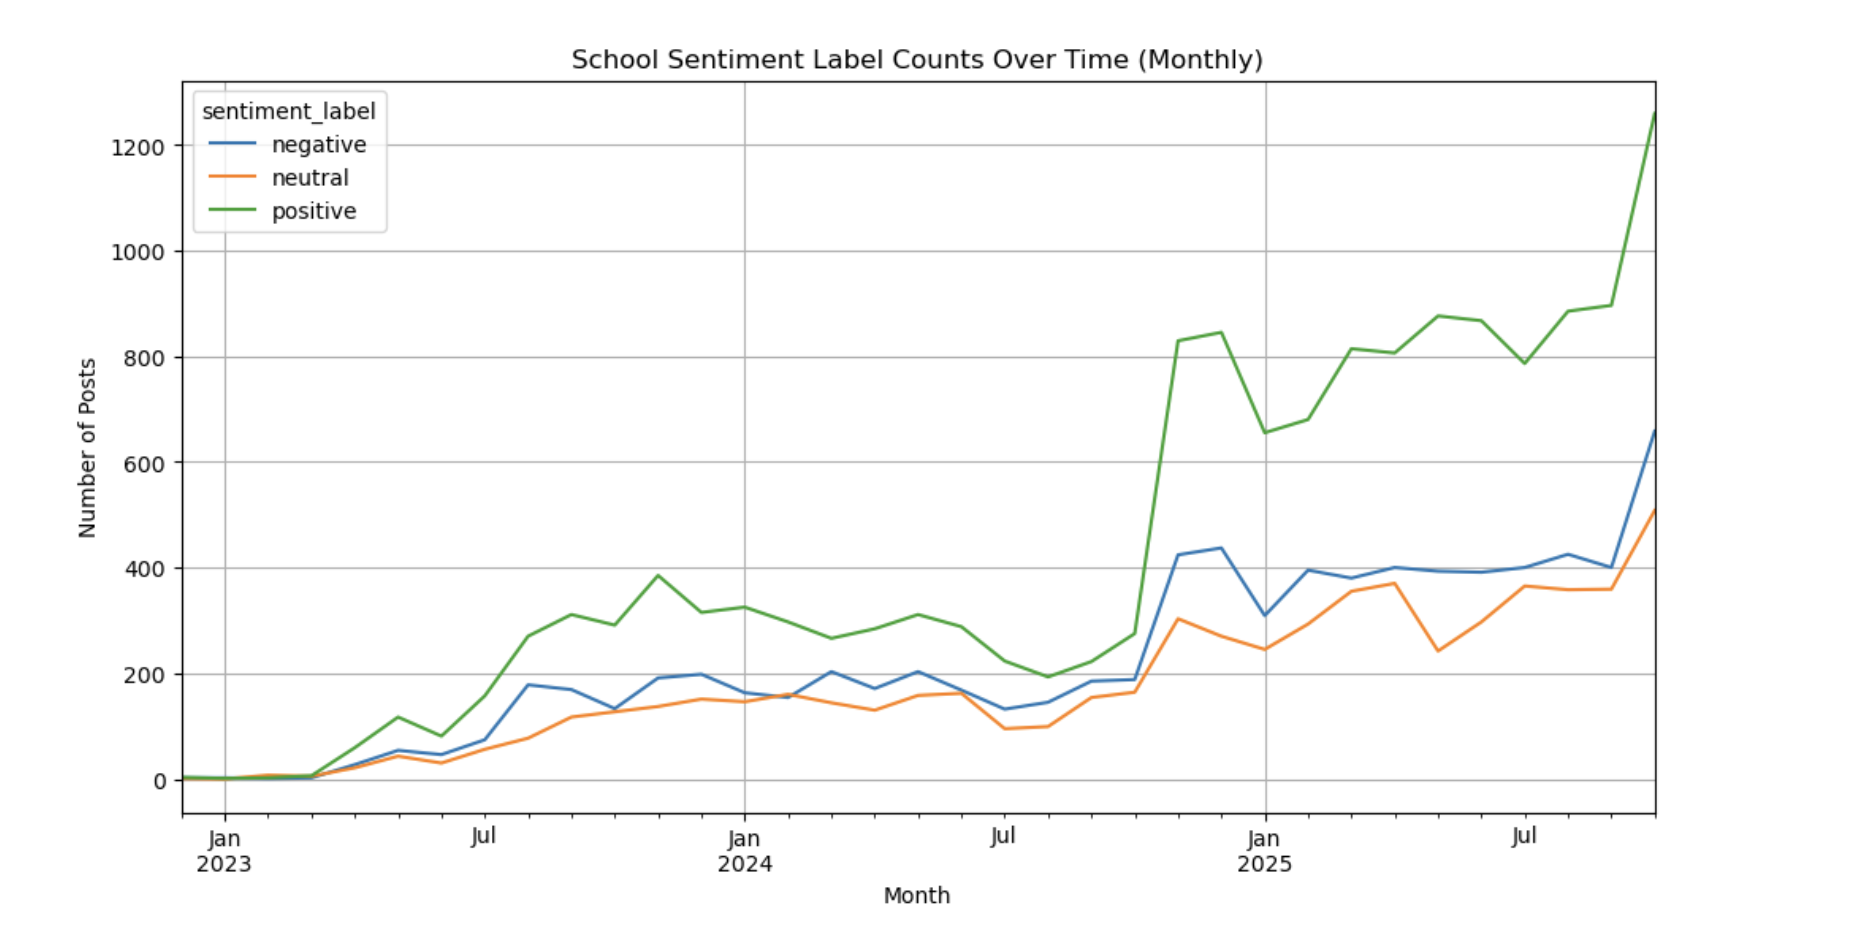 School Sentiment Label Counts Over Time (Monthly)
sentiment_label
negative
neutral
positive
1200
1000
800
600
400
200
0
Number of Posts
Jan
2023
Jul
Jan
2024
Jul
Jan
2025
Jul
Month